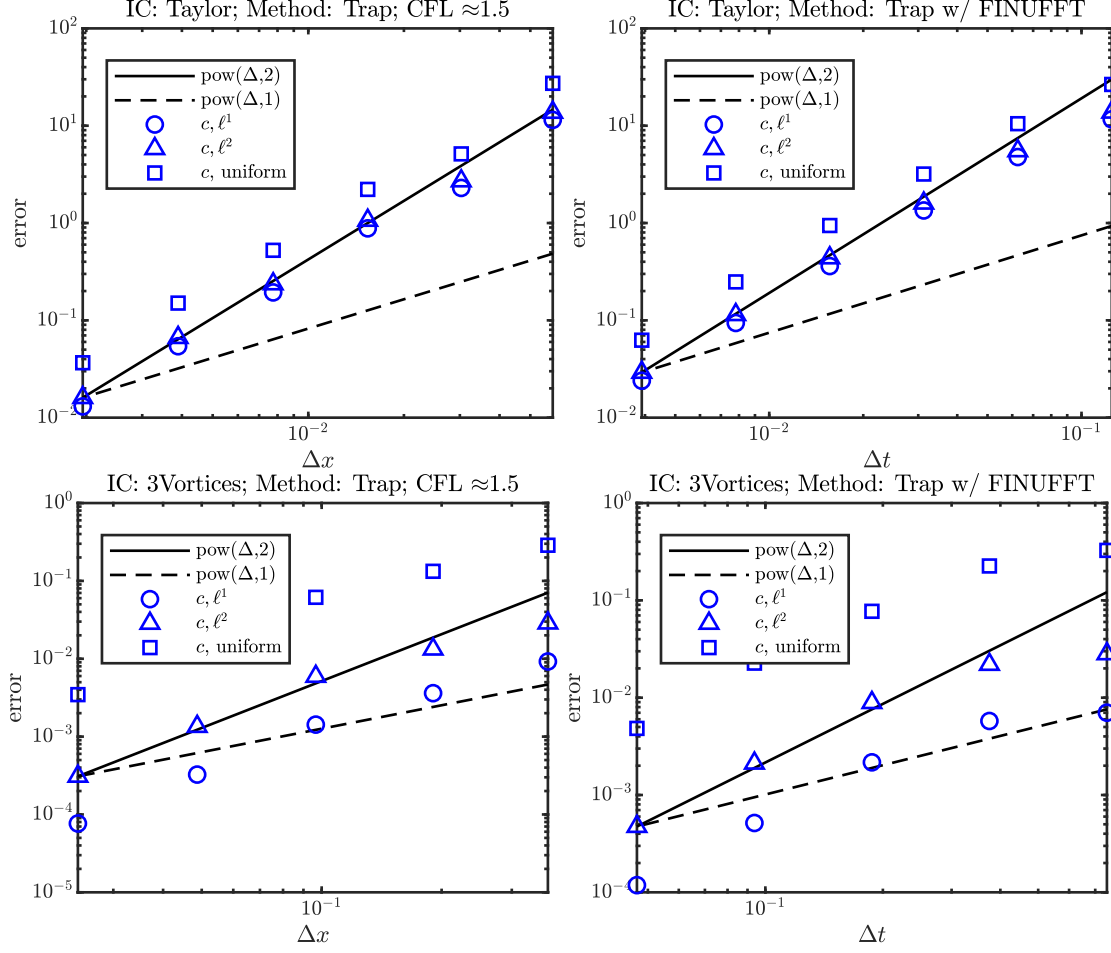 IC: Taylor; Method: Trap; CFL ≈1.5
10²
10¹
10⁰
10⁻¹
10⁻²
error
pow(Δ,2)
pow(Δ,1)
c, ℓ¹
c, ℓ²
c, uniform
10⁻²
Δx
IC: Taylor; Method: Trap w/ FINUFFT
10²
10¹
10⁰
10⁻¹
10⁻²
error
pow(Δ,2)
pow(Δ,1)
c, ℓ¹
c, ℓ²
c, uniform
10⁻²
10⁻¹
Δt
IC: 3Vortices; Method: Trap; CFL ≈1.5
10⁰
10⁻¹
10⁻²
10⁻³
10⁻⁴
10⁻⁵
error
pow(Δ,2)
pow(Δ,1)
c, ℓ¹
c, ℓ²
c, uniform
10⁻¹
Δx
IC: 3Vortices; Method: Trap w/ FINUFFT
10⁰
10⁻¹
10⁻²
10⁻³
10⁻⁴
error
pow(Δ,2)
pow(Δ,1)
c, ℓ¹
c, ℓ²
c, uniform
10⁻¹
Δt